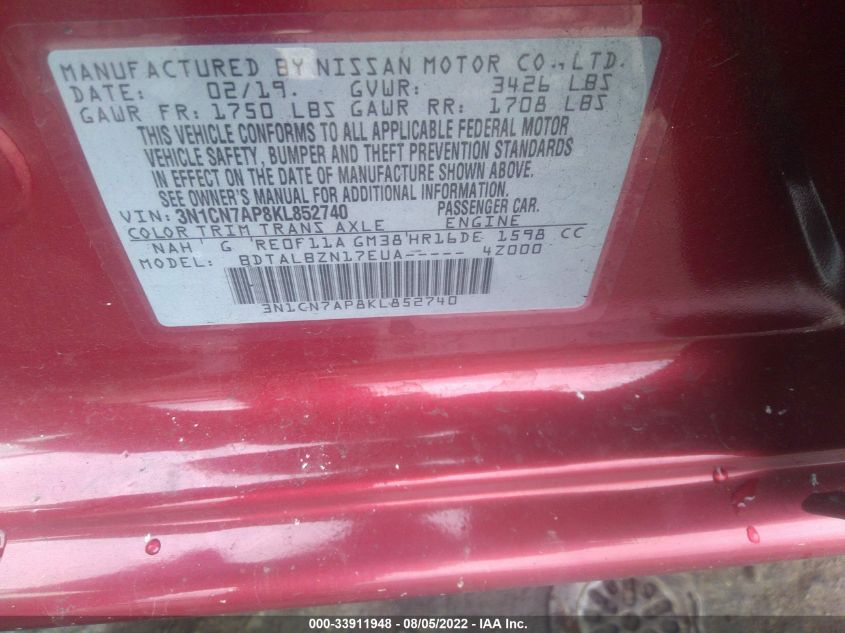 MANUFACTURED BY NISSAN MOTOR CO., LTD.
DATE: 02/19. GVWR: 3426 LBS
GAWR FR: 1750 LBS GAWR RR: 1708 LBS
THIS VEHICLE CONFORMS TO ALL APPLICABLE FEDERAL MOTOR
VEHICLE SAFETY, BUMPER AND THEFT PREVENTION STANDARDS
IN EFFECT ON THE DATE OF MANUFACTURE SHOWN ABOVE.
SEE OWNER'S MANUAL FOR ADDITIONAL INFORMATION.
VIN: 3N1CN7AP8KL852740 PASSENGER CAR.
COLOR TRIM TRANS AXLE ENGINE
NAH' G 'RE0F11A GM38'HR16DE 1598 CC
MODEL: BDTALBZN17EUA----- 4Z000
3N1CN7AP8KL852740
000-33911948 - 08/05/2022 - IAA Inc.